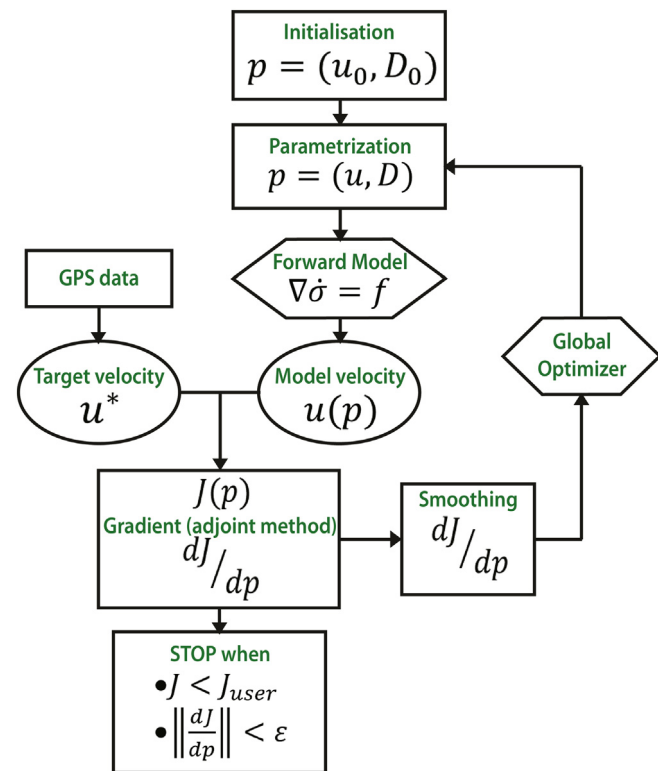 Initialisation
p = (u₀, D₀)
Parametrization
p = (u, D)
Forward Model
∇σ̇ = f
GPS data
Target velocity
u*
Model velocity
u(p)
Global
Optimizer
J(p)
Gradient (adjoint method)
dJ/dp
Smoothing
dJ/dp
STOP when
•J < J_user
•‖dJ/dp‖ < ε